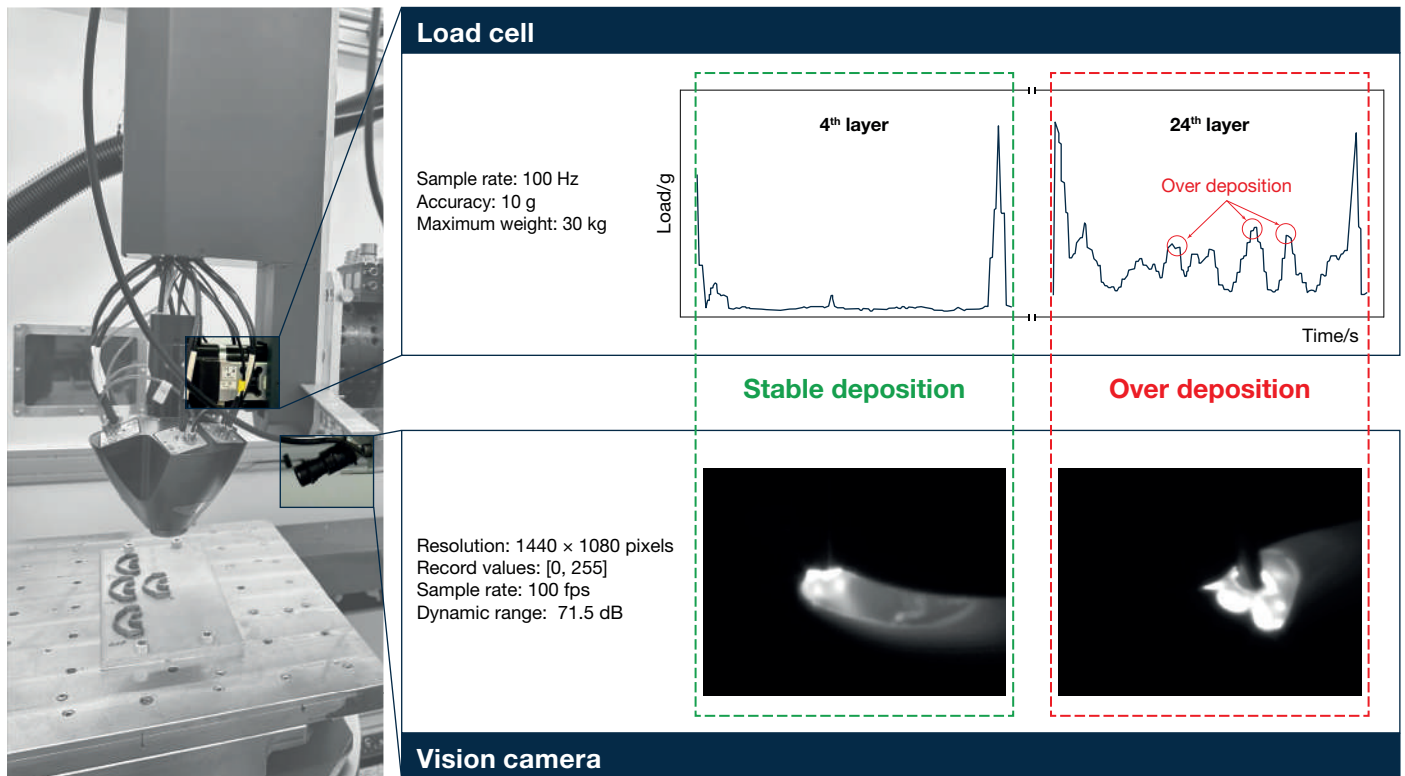 Load cell
Sample rate: 100 Hz
Accuracy: 10 g
Maximum weight: 30 kg
Load/g
4th layer
24th layer
Over deposition
Time/s
Stable deposition
Over deposition
Resolution: 1440 × 1080 pixels
Record values: [0, 255]
Sample rate: 100 fps
Dynamic range: 71.5 dB
Vision camera